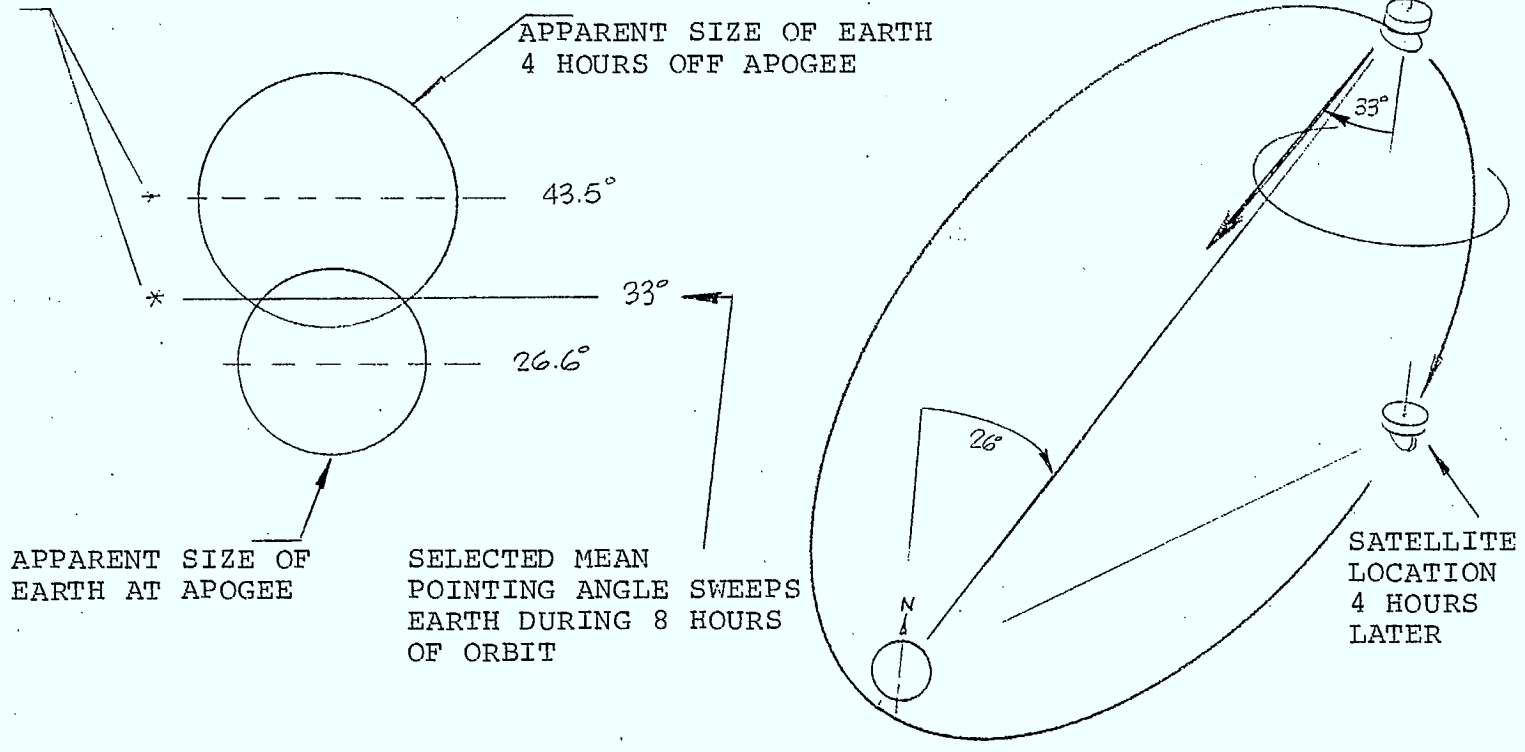 APPARENT SIZE OF EARTH
4 HOURS OFF APOGEE
43.5°
33°
26.6°
APPARENT SIZE OF
EARTH AT APOGEE
SELECTED MEAN
POINTING ANGLE SWEEPS
EARTH DURING 8 HOURS
OF ORBIT
33°
26°
N
SATELLITE
LOCATION
4 HOURS
LATER